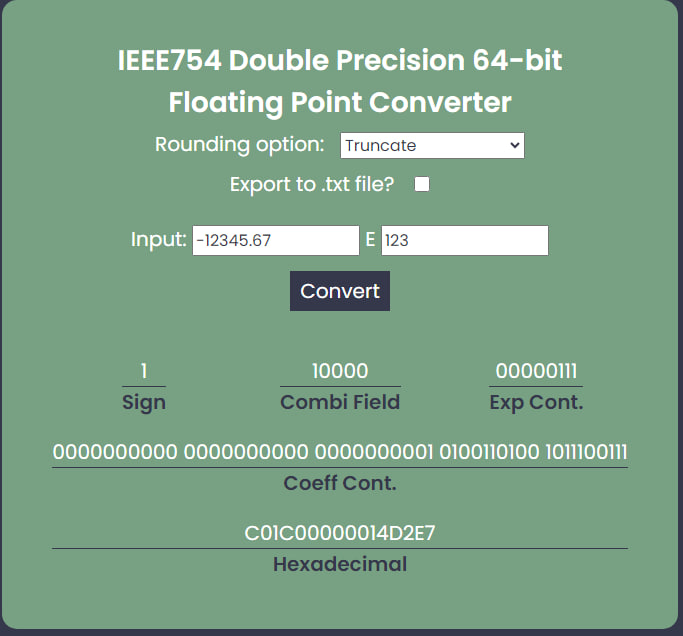 IEEE754 Double Precision 64-bit
Floating Point Converter
Rounding option: Truncate
Export to .txt file?
Input: -12345.67 E 123
Convert
1 10000 00000111
Sign Combi Field Exp Cont.
0000000000 0000000000 0000000001 0100110100 1011100111
Coeff Cont.
C01C00000014D2E7
Hexadecimal